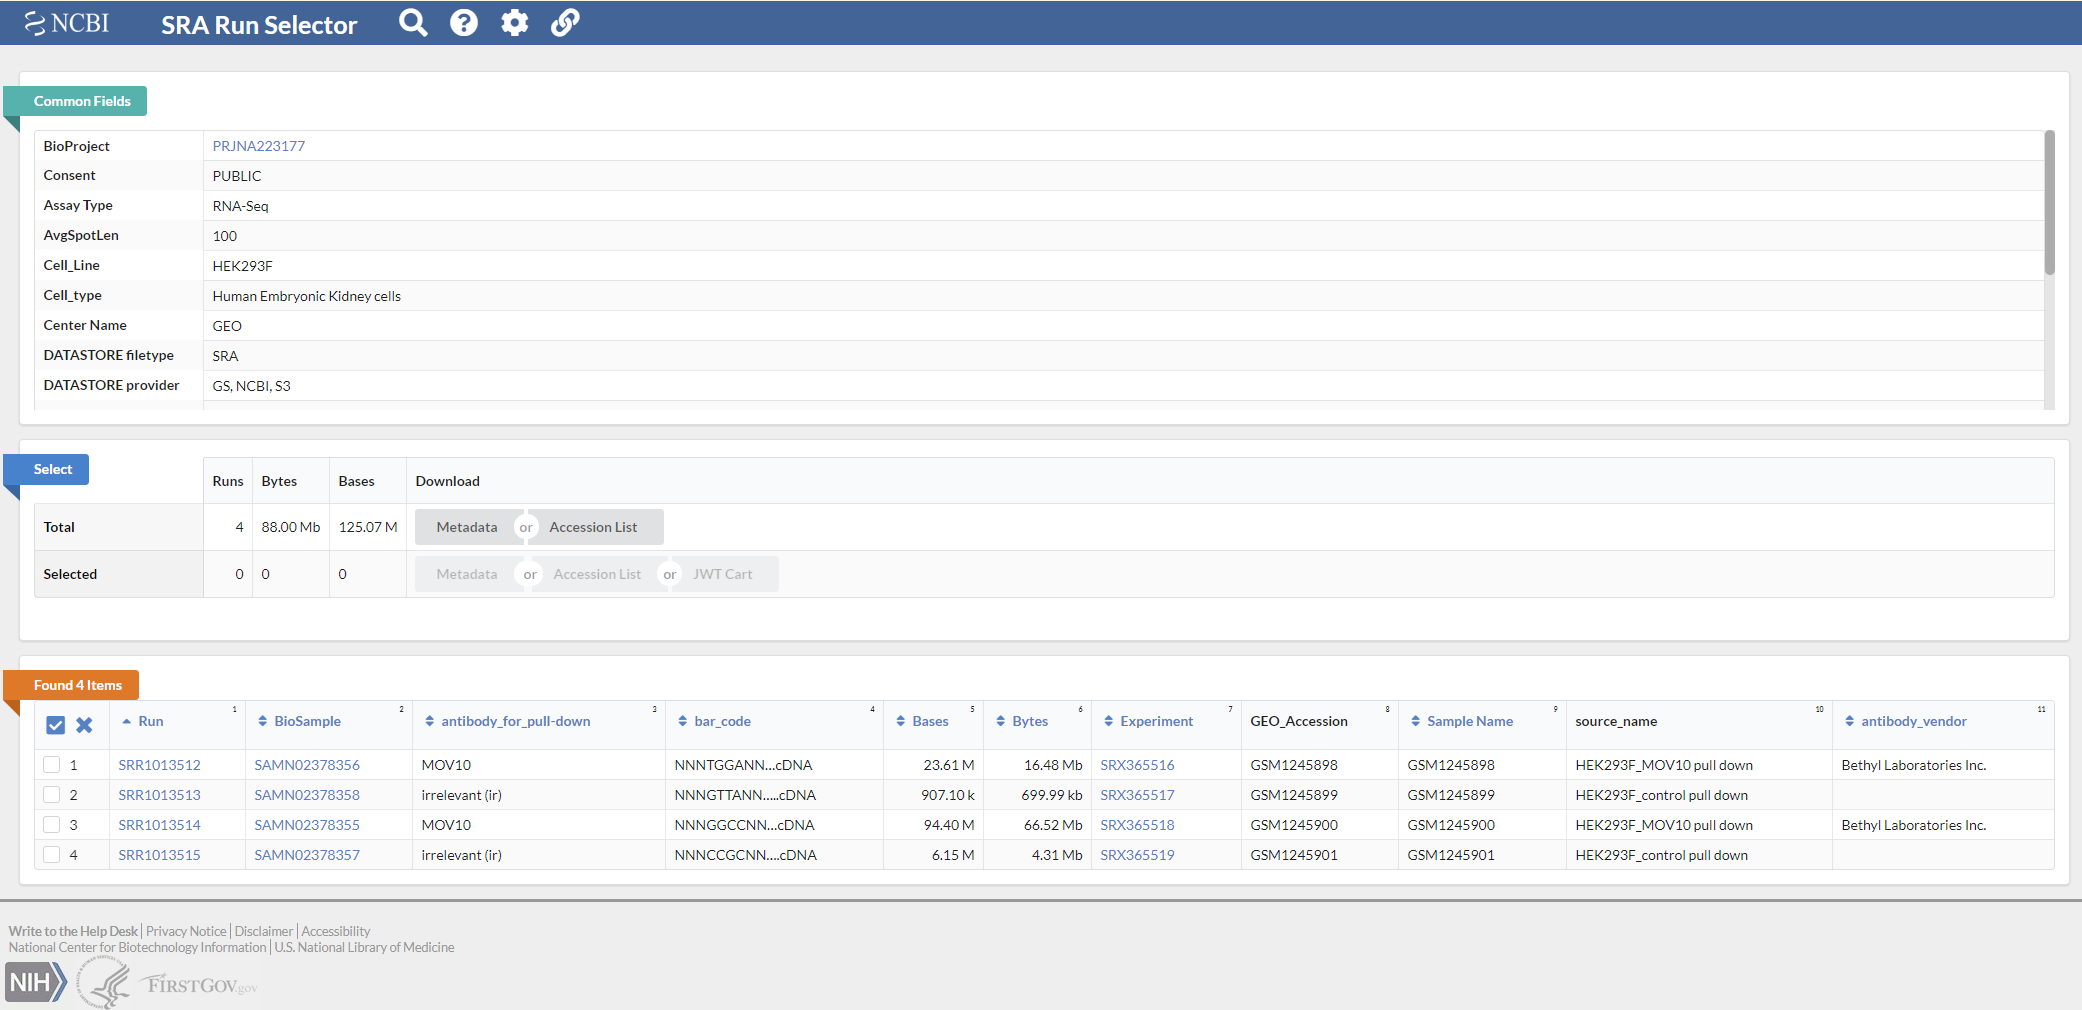 NCBI SRA Run Selector
Common Fields
BioProject PRJNA223177
Consent PUBLIC
Assay Type RNA-Seq
AvgSpotLen 100
Cell_Line HEK293F
Cell_type Human Embryonic Kidney cells
Center Name GEO
DATASTORE filetype SRA
DATASTORE provider GS, NCBI, S3
Select
Runs Bytes Bases Download
Total 4 88.00 Mb 125.07 M Metadata or Accession List
Selected 0 0 0 Metadata or Accession List or JWT Cart
Found 4 Items
Run 1 BioSample 2 antibody_for_pull-down 3 bar_code 4 Bases 5 Bytes 6 Experiment 7 GEO_Accession 8 Sample Name 9 source_name 10 antibody_vendor 11
1 SRR1013512 SAMN02378356 MOV10 NNNTGGANN...cDNA 23.61 M 16.48 Mb SRX365516 GSM1245898 GSM1245898 HEK293F_MOV10 pull down Bethyl Laboratories Inc.
2 SRR1013513 SAMN02378358 irrelevant (ir) NNNGTTANN.....cDNA 907.10 k 699.99 kb SRX365517 GSM1245899 GSM1245899 HEK293F_control pull down
3 SRR1013514 SAMN02378355 MOV10 NNNGGCCNN...cDNA 94.40 M 66.52 Mb SRX365518 GSM1245900 GSM1245900 HEK293F_MOV10 pull down Bethyl Laboratories Inc.
4 SRR1013515 SAMN02378357 irrelevant (ir) NNNCCGCNN....cDNA 6.15 M 4.31 Mb SRX365519 GSM1245901 GSM1245901 HEK293F_control pull down
Write to the Help Desk | Privacy Notice | Disclaimer | Accessibility
National Center for Biotechnology Information | U.S. National Library of Medicine
NIH FIRSTGOV.gov